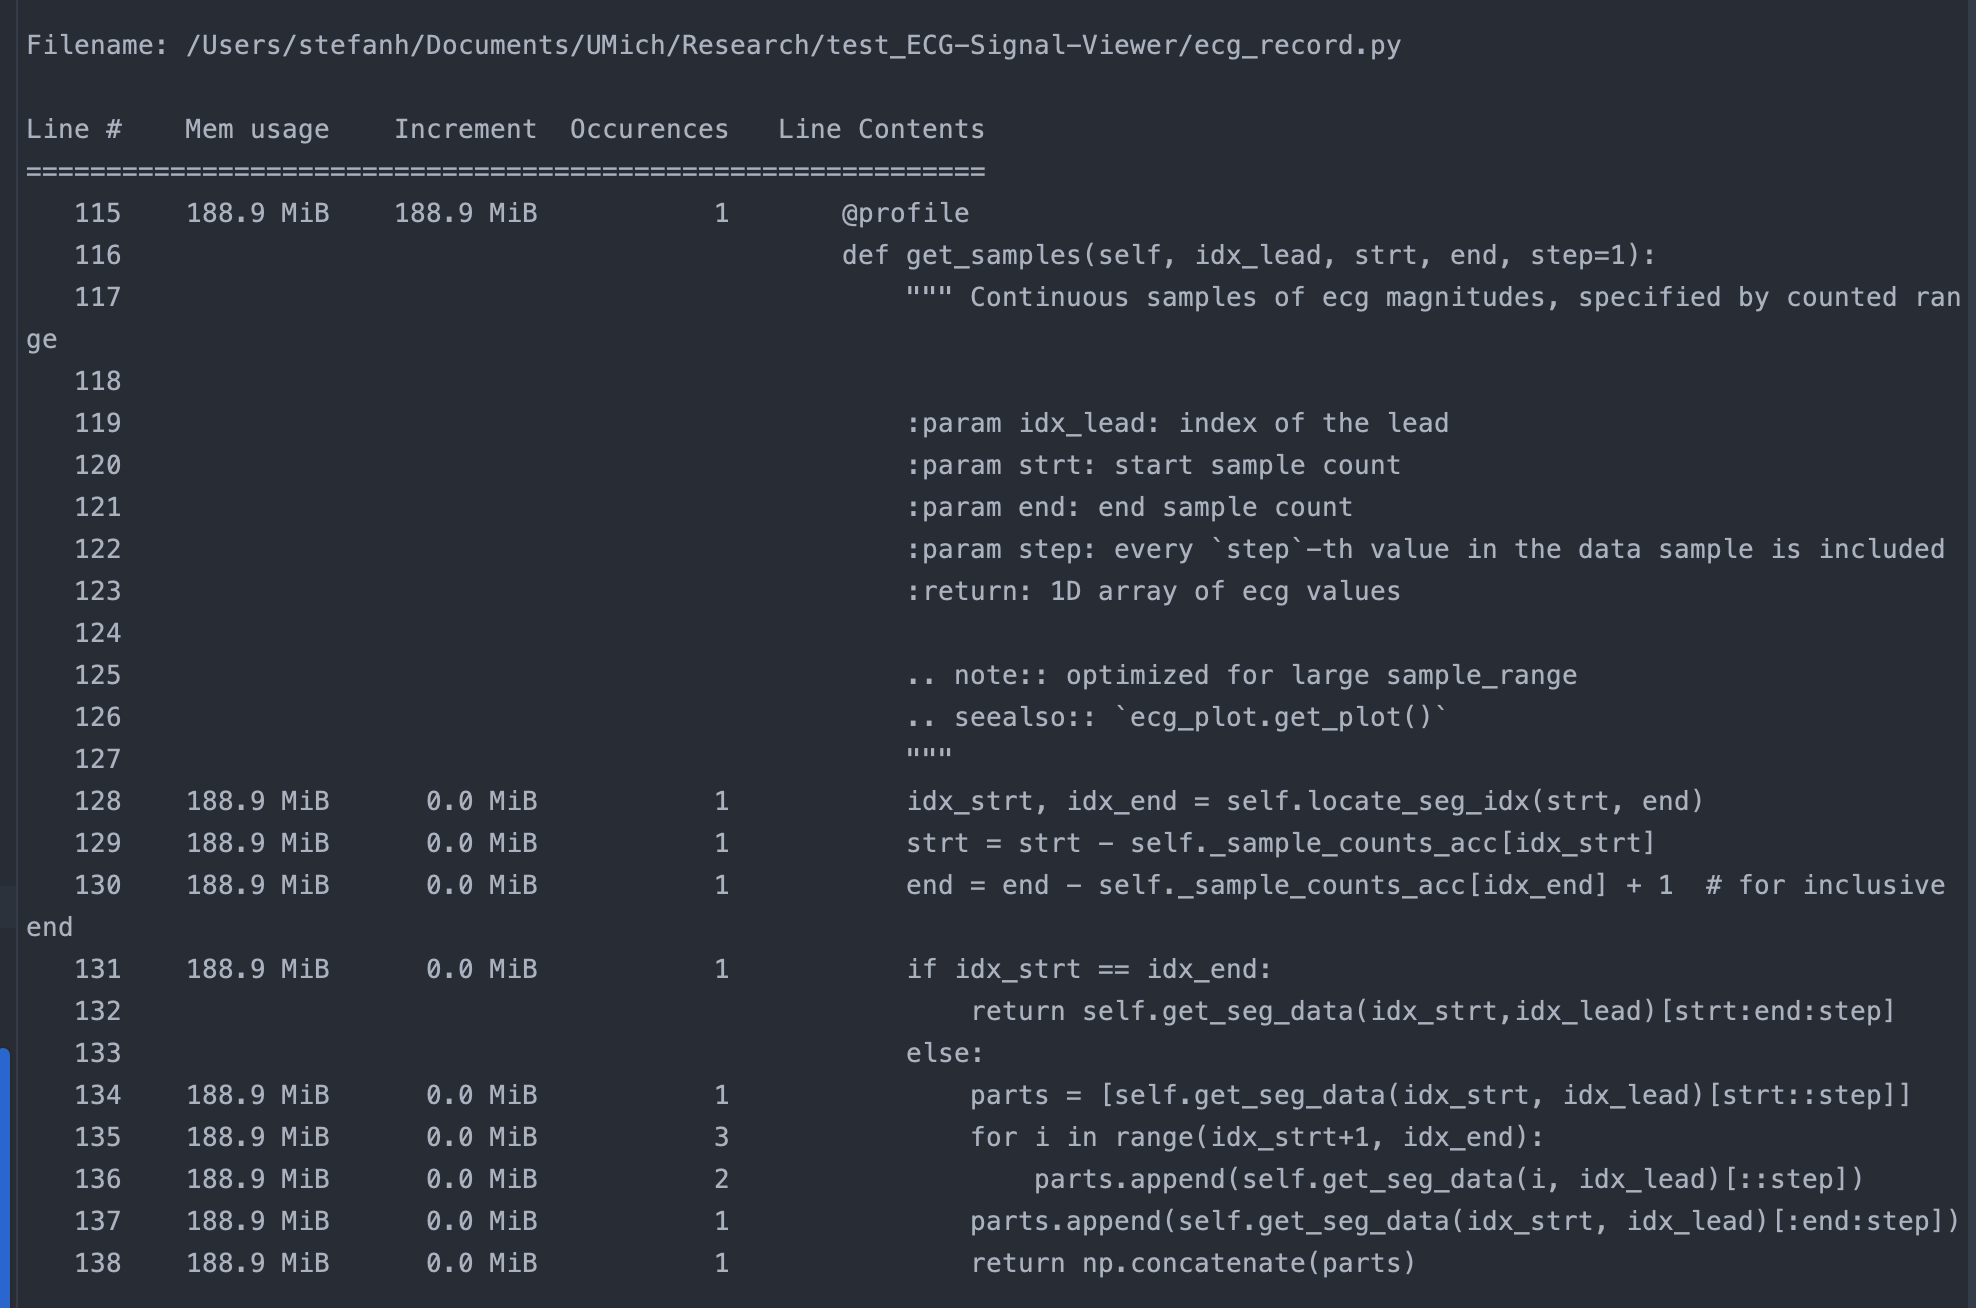 Filename: /Users/stefanh/Documents/UMich/Research/test_ECG-Signal-Viewer/ecg_record.py
Line #    Mem usage    Increment  Occurences   Line Contents
============================================================
   115    188.9 MiB    188.9 MiB           1       @profile
   116                                             def get_samples(self, idx_lead, strt, end, step=1):
   117                                                 """ Continuous samples of ecg magnitudes, specified by counted ran
ge
   118
   119                                                 :param idx_lead: index of the lead
   120                                                 :param strt: start sample count
   121                                                 :param end: end sample count
   122                                                 :param step: every `step`-th value in the data sample is included
   123                                                 :return: 1D array of ecg values
   124
   125                                                 .. note:: optimized for large sample_range
   126                                                 .. seealso:: `ecg_plot.get_plot()`
   127                                                 """
   128    188.9 MiB      0.0 MiB           1           idx_strt, idx_end = self.locate_seg_idx(strt, end)
   129    188.9 MiB      0.0 MiB           1           strt = strt - self._sample_counts_acc[idx_strt]
   130    188.9 MiB      0.0 MiB           1           end = end - self._sample_counts_acc[idx_end] + 1  # for inclusive
end
   131    188.9 MiB      0.0 MiB           1           if idx_strt == idx_end:
   132                                                     return self.get_seg_data(idx_strt,idx_lead)[strt:end:step]
   133                                                 else:
   134    188.9 MiB      0.0 MiB           1               parts = [self.get_seg_data(idx_strt, idx_lead)[strt::step]]
   135    188.9 MiB      0.0 MiB           3               for i in range(idx_strt+1, idx_end):
   136    188.9 MiB      0.0 MiB           2                   parts.append(self.get_seg_data(i, idx_lead)[::step])
   137    188.9 MiB      0.0 MiB           1               parts.append(self.get_seg_data(idx_strt, idx_lead)[:end:step])
   138    188.9 MiB      0.0 MiB           1               return np.concatenate(parts)